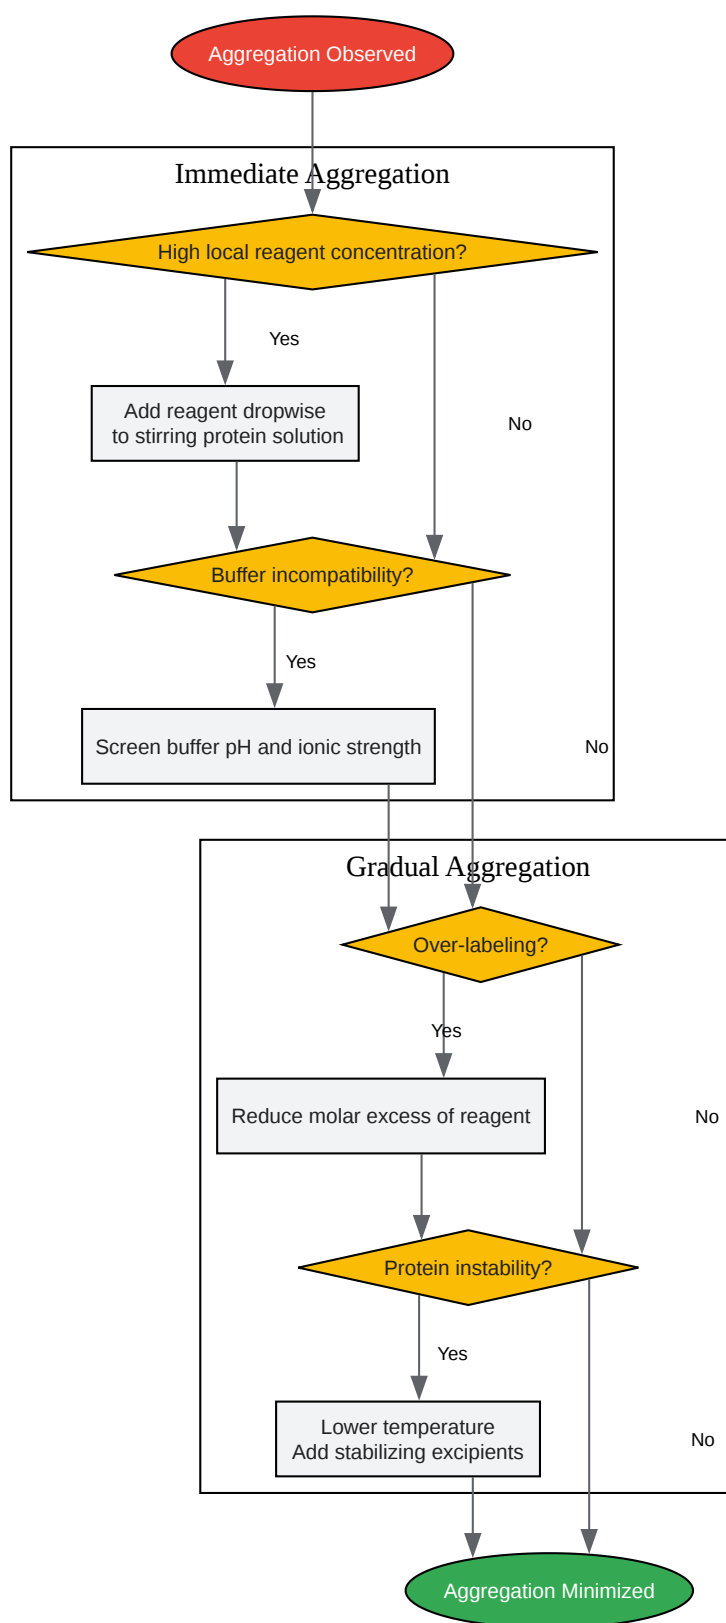 Aggregation Observed
Immediate Aggregation
High local reagent concentration?
Yes
Add reagent dropwise
to stirring protein solution
No
Buffer incompatibility?
Yes
Screen buffer pH and ionic strength
No
Gradual Aggregation
Over-labeling?
Yes
Reduce molar excess of reagent
No
Protein instability?
Yes
Lower temperature
Add stabilizing excipients
No
Aggregation Minimized